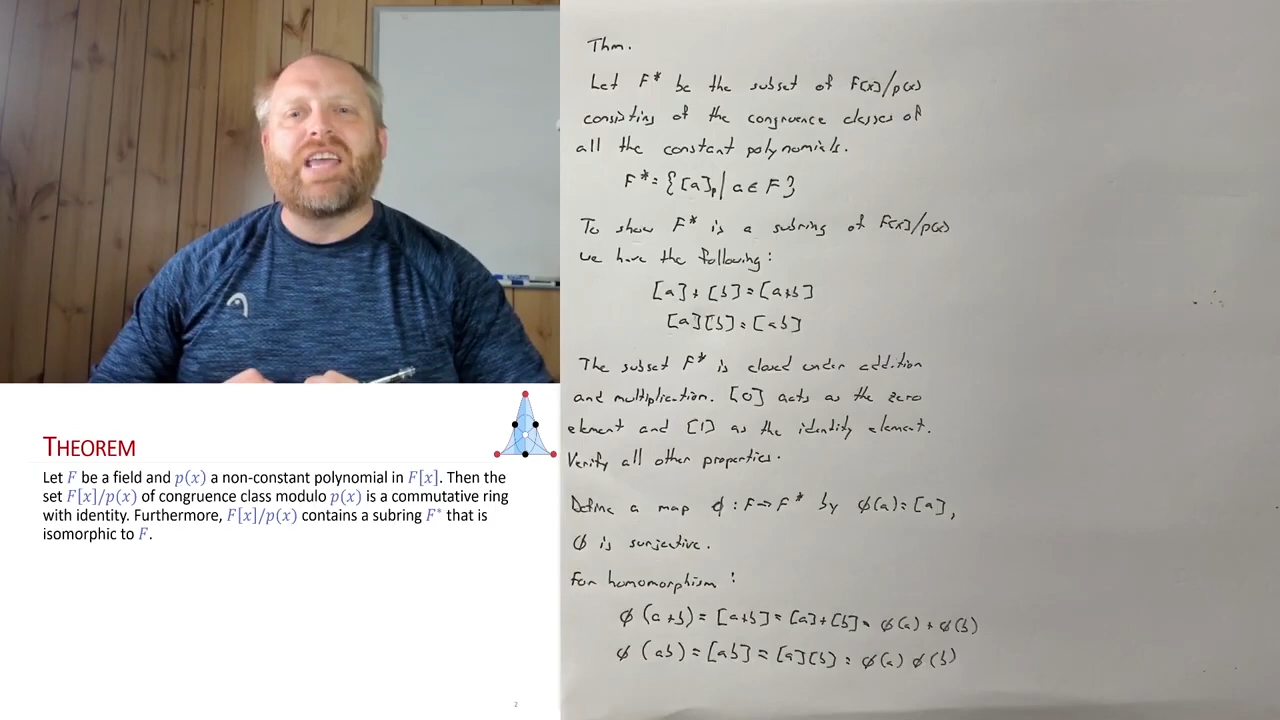 THEOREM
Let F be a field and p(x) a non-constant polynomial in F[x]. Then the
set F[x]/p(x) of congruence class modulo p(x) is a commutative ring
with identity. Furthermore, F[x]/p(x) contains a subring F* that is
isomorphic to F.
2
Thm.
Let F* be the subset of F[x]/p(x)
consisting of the congruence classes of
all the constant polynomials.
F* = {[a]ₚ | a ∈ F}
To show F* is a subring of F[x]/p(x)
we have the following:
[a] + [b] = [a+b]
[a][b] = [ab]
The subset F* is closed under addition
and multiplication. [0] acts as the zero
element and [1] as the identity element.
Verify all other properties.
Define a map φ : F → F* by φ(a) = [a],
φ is surjective.
For homomorphism:
φ(a+b) = [a+b] = [a]+[b] = φ(a) + φ(b)
φ(ab) = [ab] = [a][b] = φ(a) φ(b)